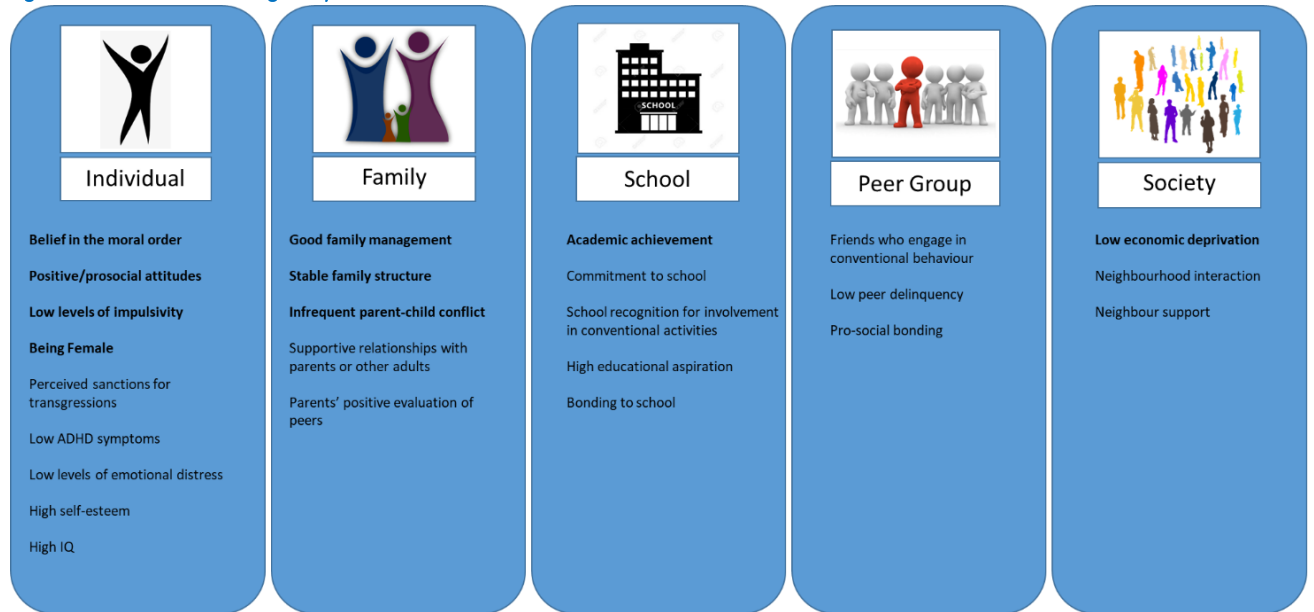 Individual
Belief in the moral order
Positive/prosocial attitudes
Low levels of impulsivity
Being Female
Perceived sanctions for
transgressions
Low ADHD symptoms
Low levels of emotional distress
High self-esteem
High IQ
Family
Good family management
Stable family structure
Infrequent parent-child conflict
Supportive relationships with
parents or other adults
Parents' positive evaluation of
peers
SCHOOL
School
Academic achievement
Commitment to school
School recognition for involvement
in conventional activities
High educational aspiration
Bonding to school
Peer Group
Friends who engage in
conventional behaviour
Low peer delinquency
Pro-social bonding
Society
Low economic deprivation
Neighbourhood interaction
Neighbour support